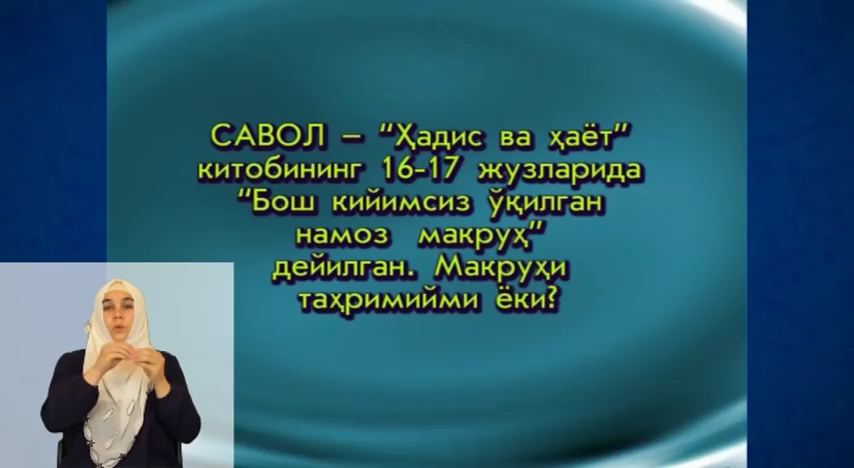 САВОЛ – “Ҳадис ва ҳаёт”
китобининг 16-17 жузларида
“Бош кийимсиз ўқилган
намоз макруҳ”
дейилган. Макруҳи
таҳримийми ёки?